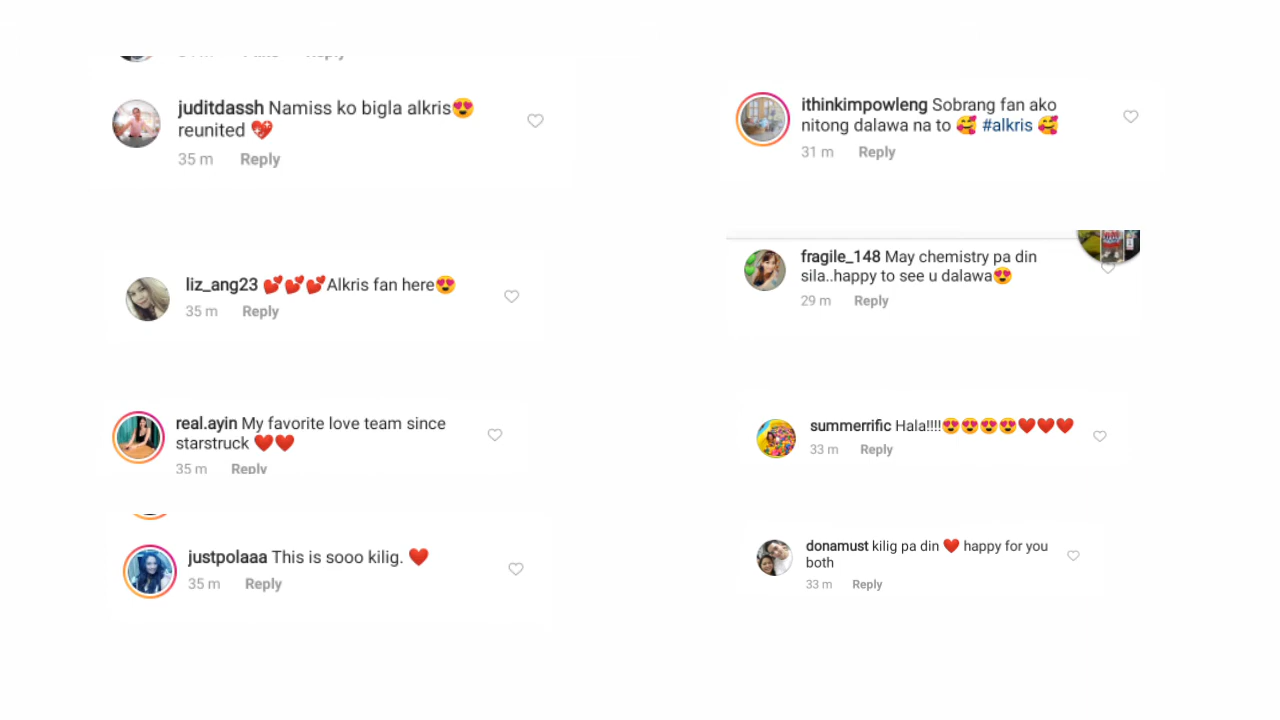 juditdassh Namiss ko bigla alkris😍
reunited 💖
35 m Reply
liz_ang23 💕💕💕Alkris fan here😍
35 m Reply
real.ayin My favorite love team since
starstruck ❤️❤️
35 m Reply
justpolaaa This is sooo kilig. ❤️
35 m Reply
ithinkimpowleng Sobrang fan ako
nitong dalawa na to 🥰 #alkris 🥰
31 m Reply
fragile_148 May chemistry pa din
sila..happy to see u dalawa😍
29 m Reply
summerrific Hala!!!!😍😍😍😍❤️❤️❤️
33 m Reply
donamust kilig pa din ❤️ happy for you
both
33 m Reply